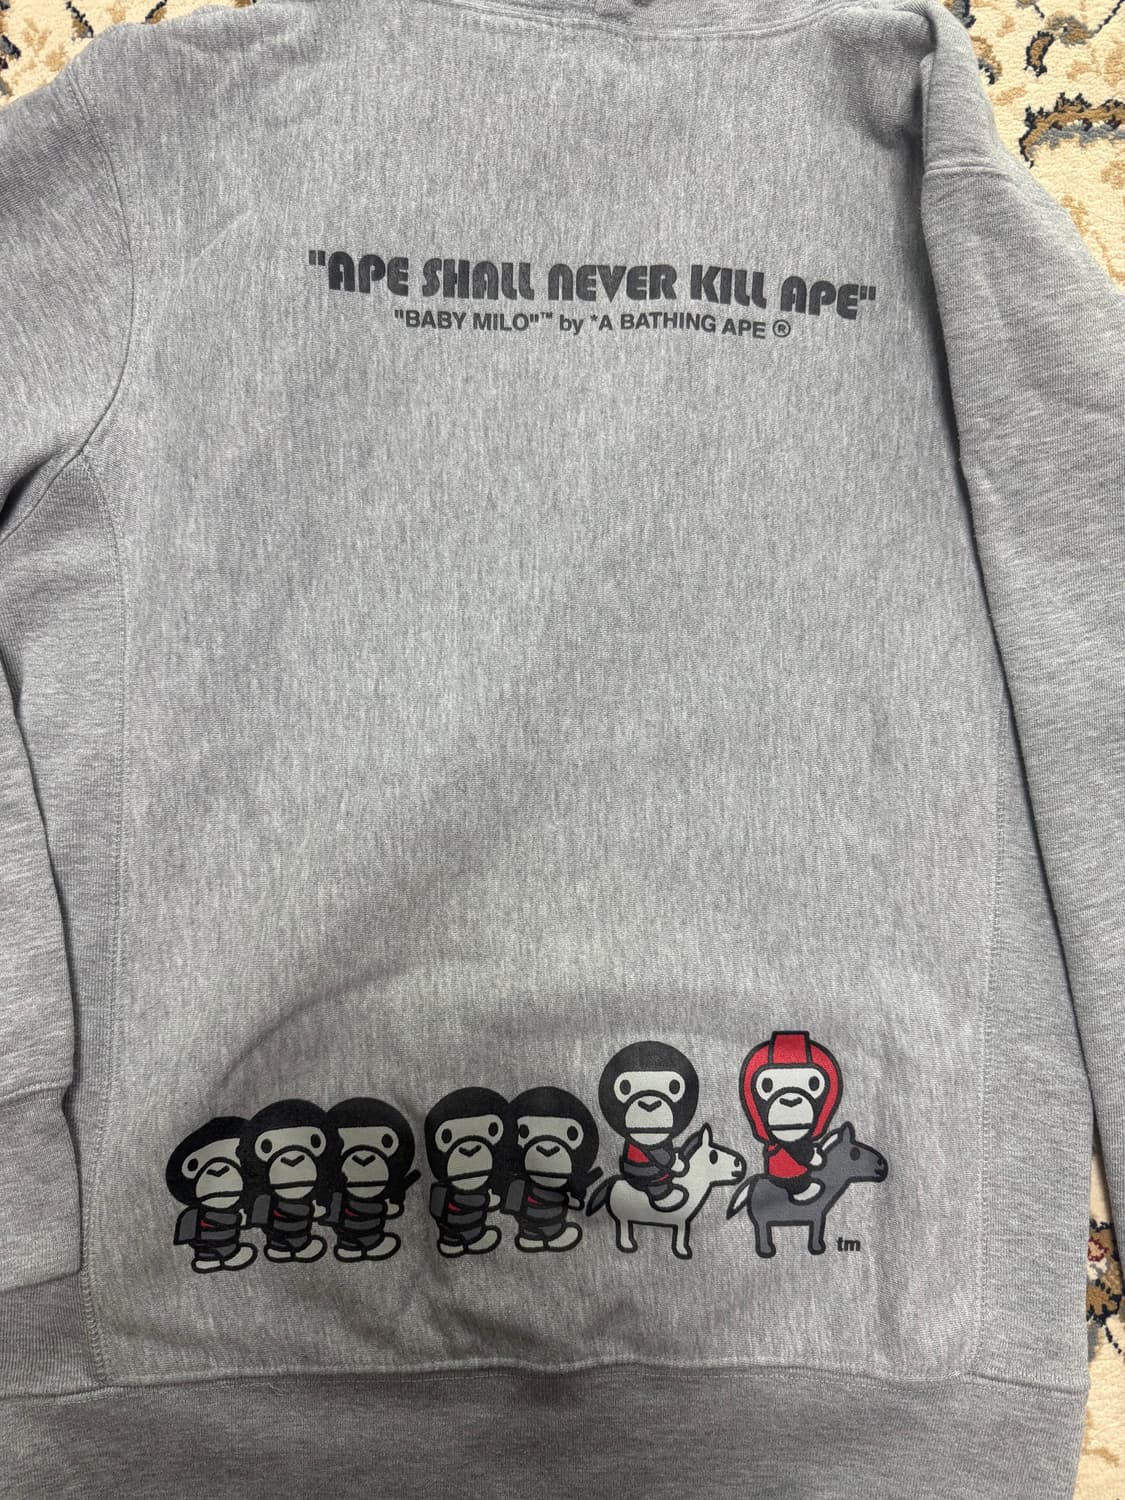 "APE SHALL NEVER KILL APE"
"BABY MILO"™ by *A BATHING APE ®
tm